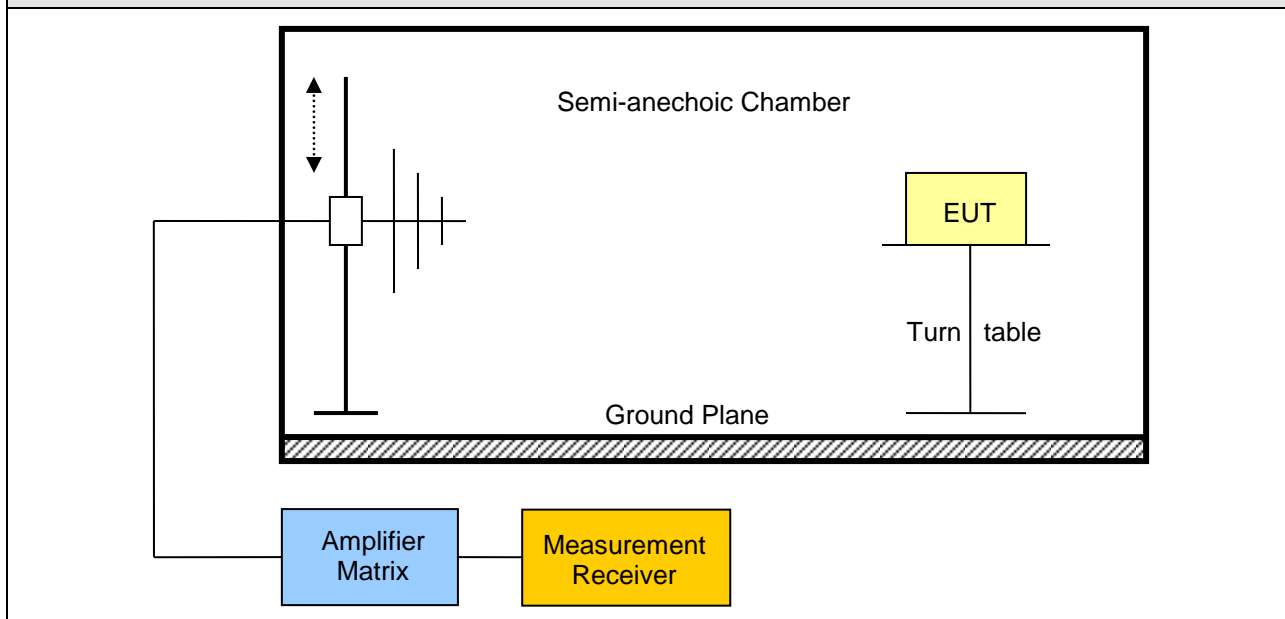 Semi-anechoic Chamber
EUT
Turn table
Ground Plane
Amplifier
Matrix
Measurement
Receiver